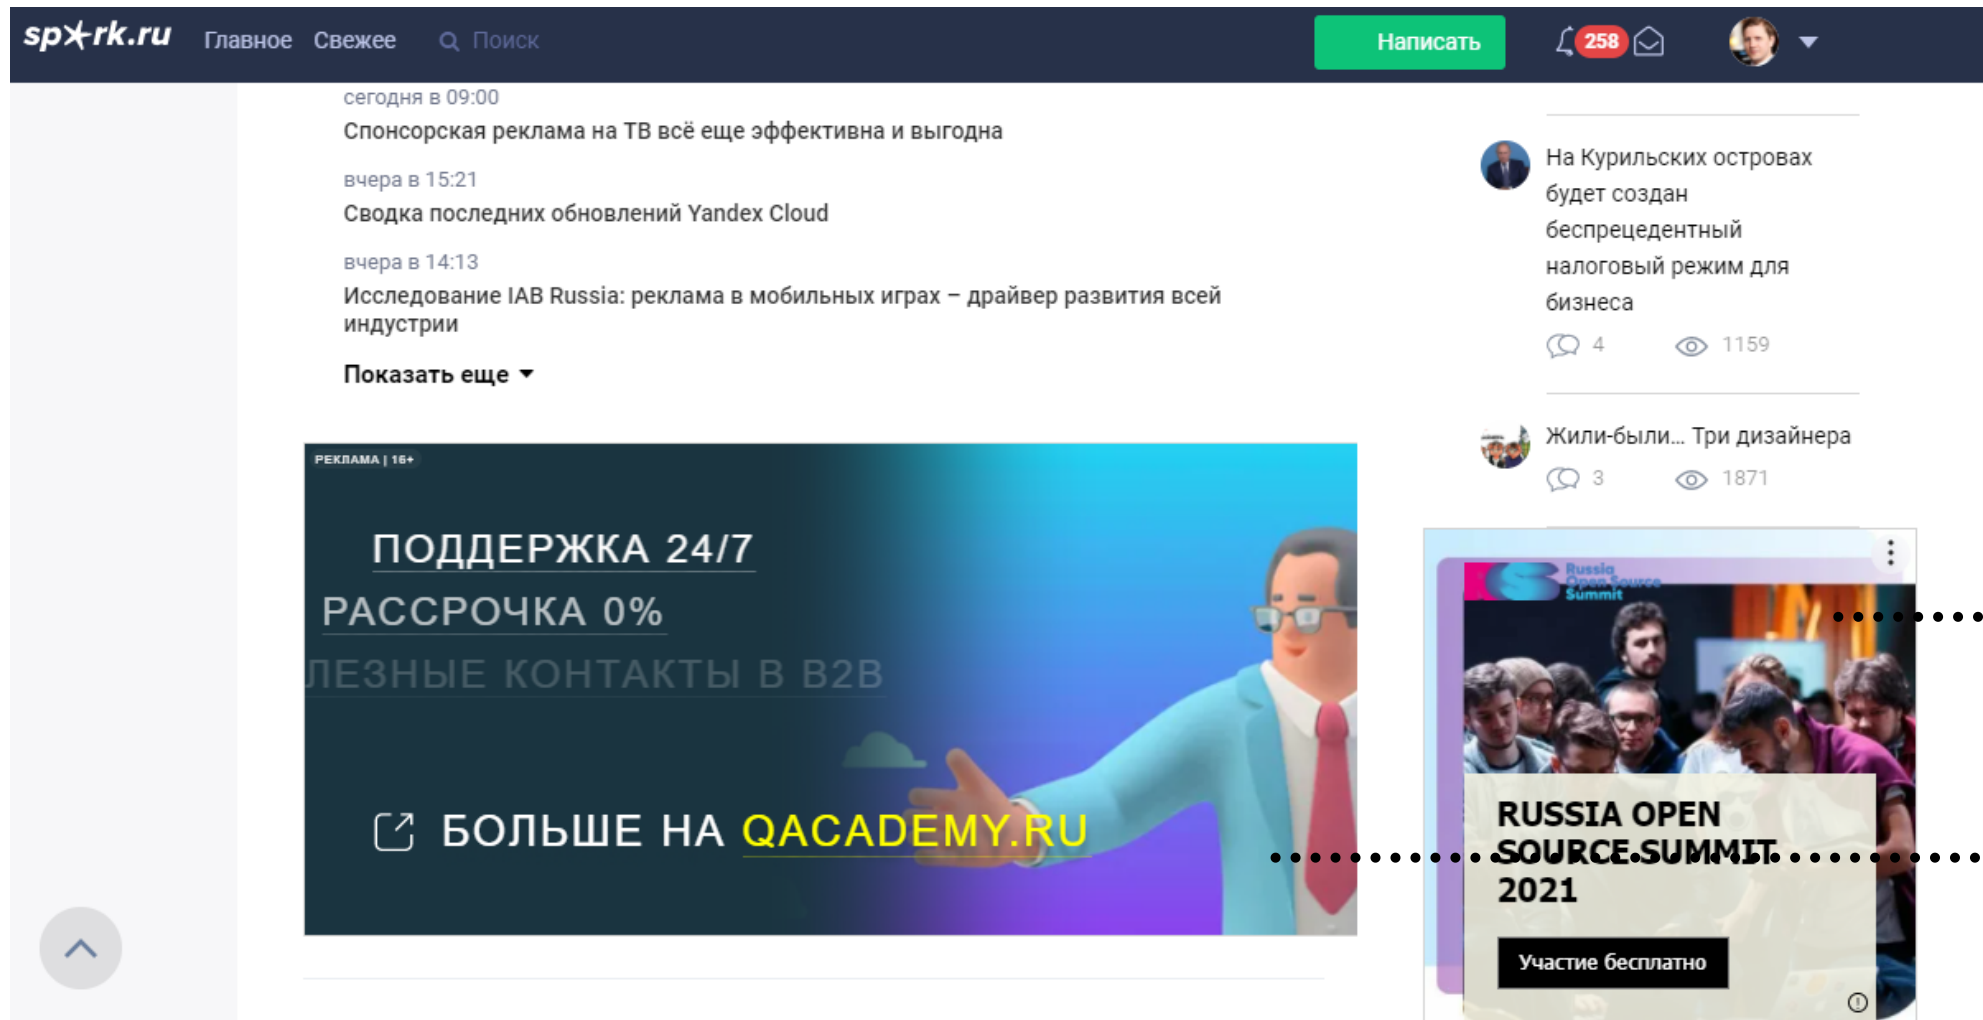 sp★rk.ru Главное Свежее Поиск Написать 258
сегодня в 09:00
Спонсорская реклама на ТВ всё еще эффективна и выгодна
вчера в 15:21
Сводка последних обновлений Yandex Cloud
вчера в 14:13
Исследование IAB Russia: реклама в мобильных играх – драйвер развития всей
индустрии
Показать еще
РЕКЛАМА | 16+
ПОДДЕРЖКА 24/7
РАССРОЧКА 0%
ЛЕЗНЫЕ КОНТАКТЫ В B2B
БОЛЬШЕ НА QACADEMY.RU
На Курильских островах
будет создан
беспрецедентный
налоговый режим для
бизнеса
4 1159
Жили-были... Три дизайнера
3 1871
Russia
Open Source
Summit
RUSSIA OPEN
SOURCE SUMMIT
2021
Участие бесплатно